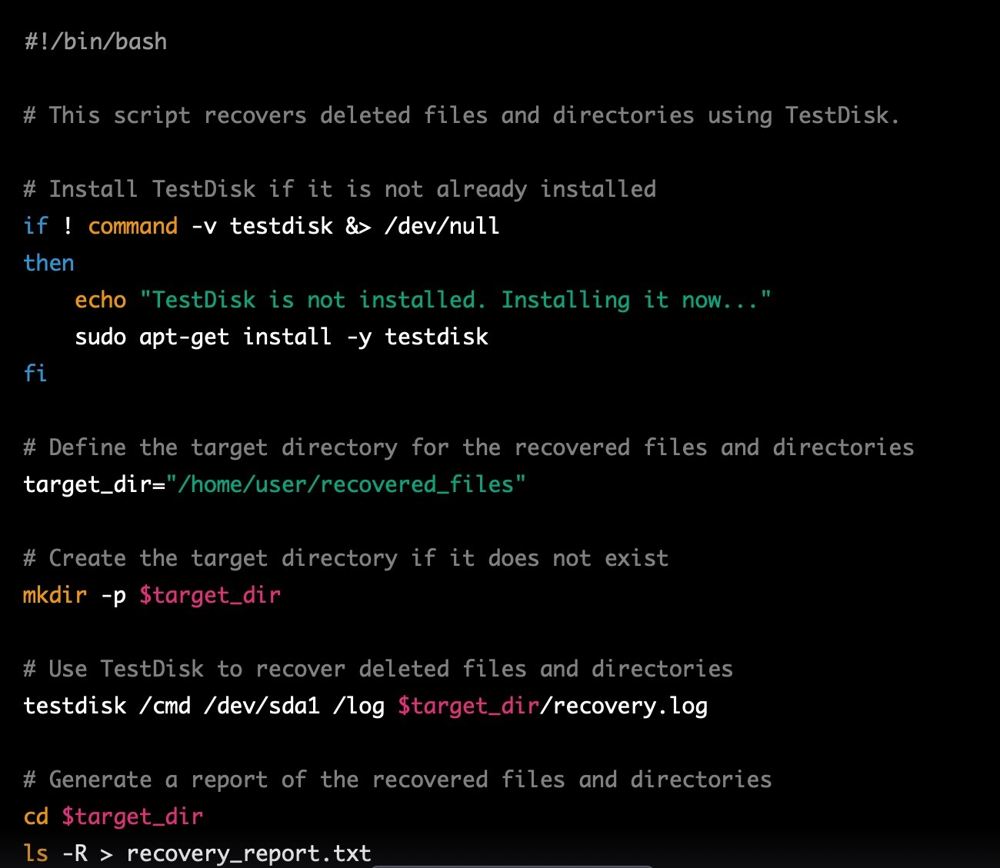 #!/bin/bash
# This script recovers deleted files and directories using TestDisk.
# Install TestDisk if it is not already installed
if ! command -v testdisk &> /dev/null
then
    echo "TestDisk is not installed. Installing it now..."
    sudo apt-get install -y testdisk
fi
# Define the target directory for the recovered files and directories
target_dir="/home/user/recovered_files"
# Create the target directory if it does not exist
mkdir -p $target_dir
# Use TestDisk to recover deleted files and directories
testdisk /cmd /dev/sda1 /log $target_dir/recovery.log
# Generate a report of the recovered files and directories
cd $target_dir
ls -R > recovery_report.txt